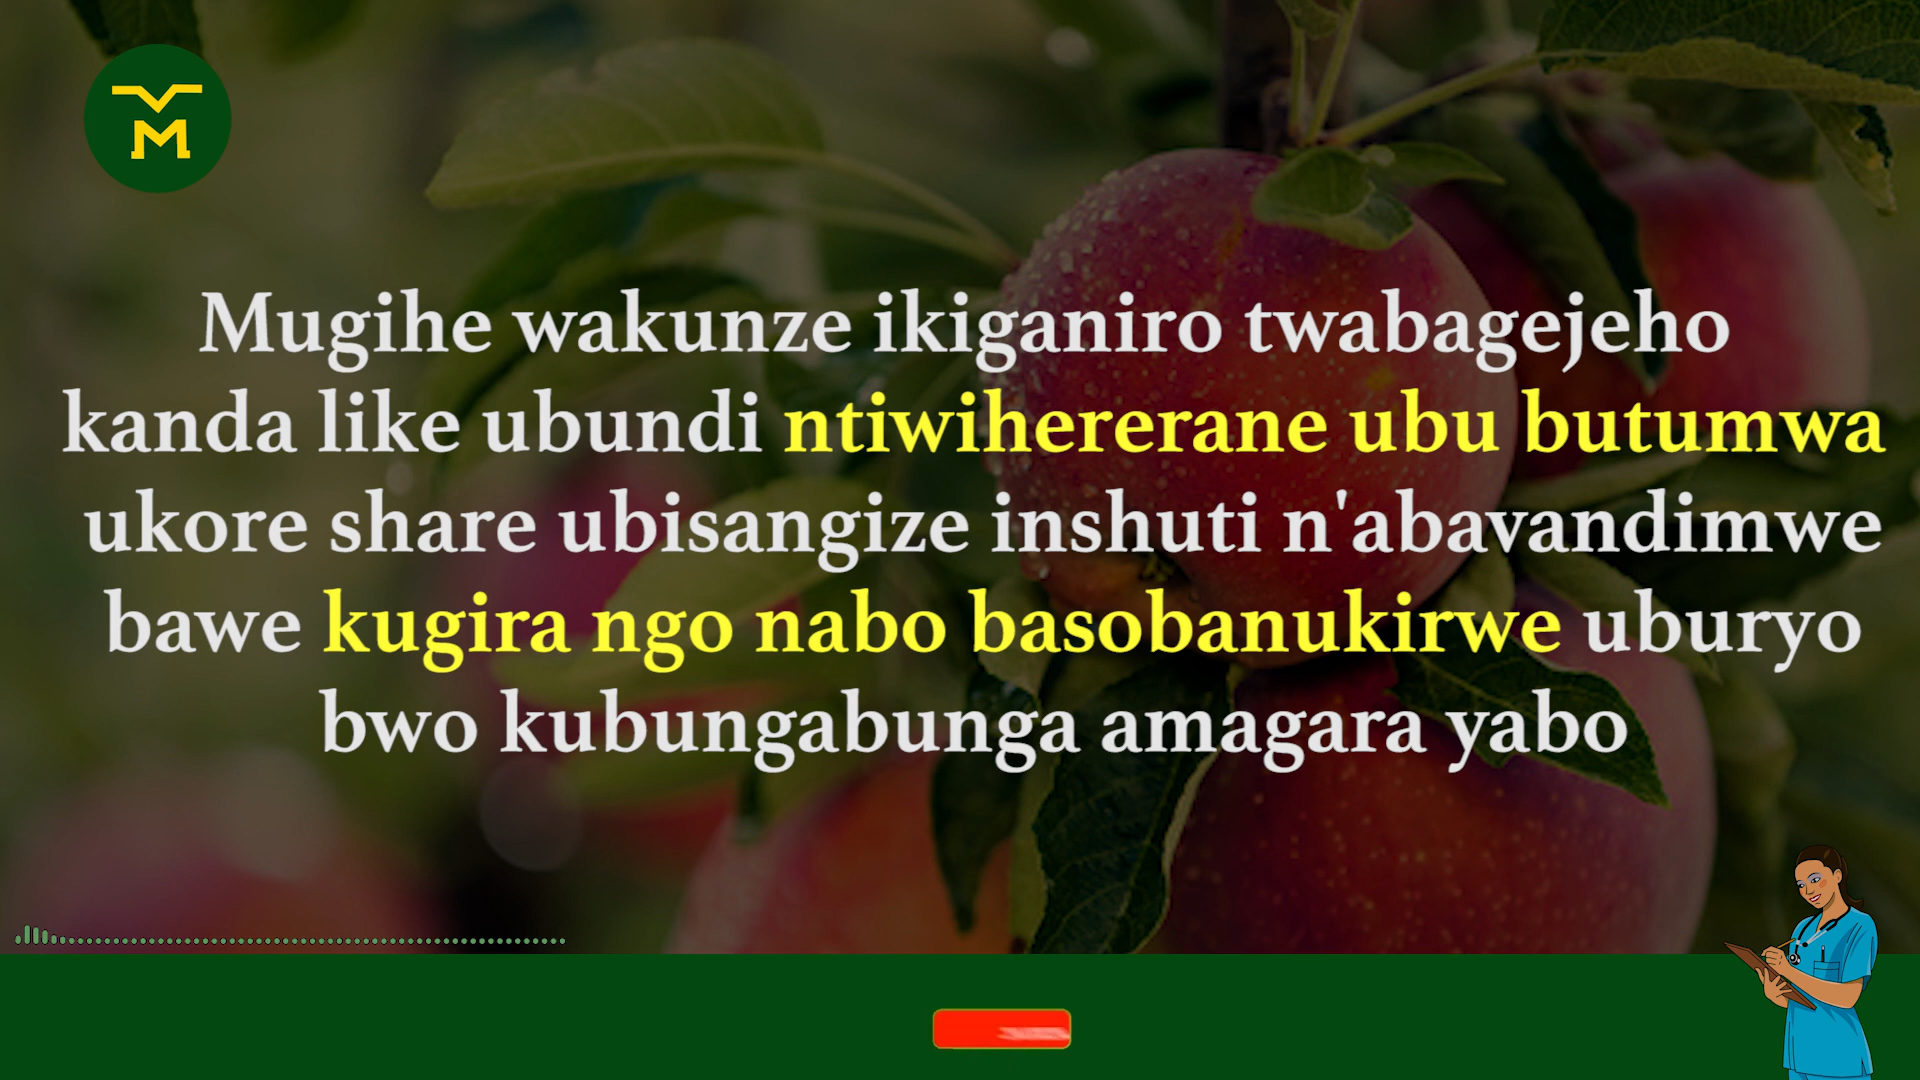 VM
Mugihe wakunze ikiganiro twabagejeho
kanda like ubundi ntiwihererane ubu butumwa
ukore share ubisangize inshuti n'abavandimwe
bawe kugira ngo nabo basobanukirwe uburyo
bwo kubungabunga amagara yabo